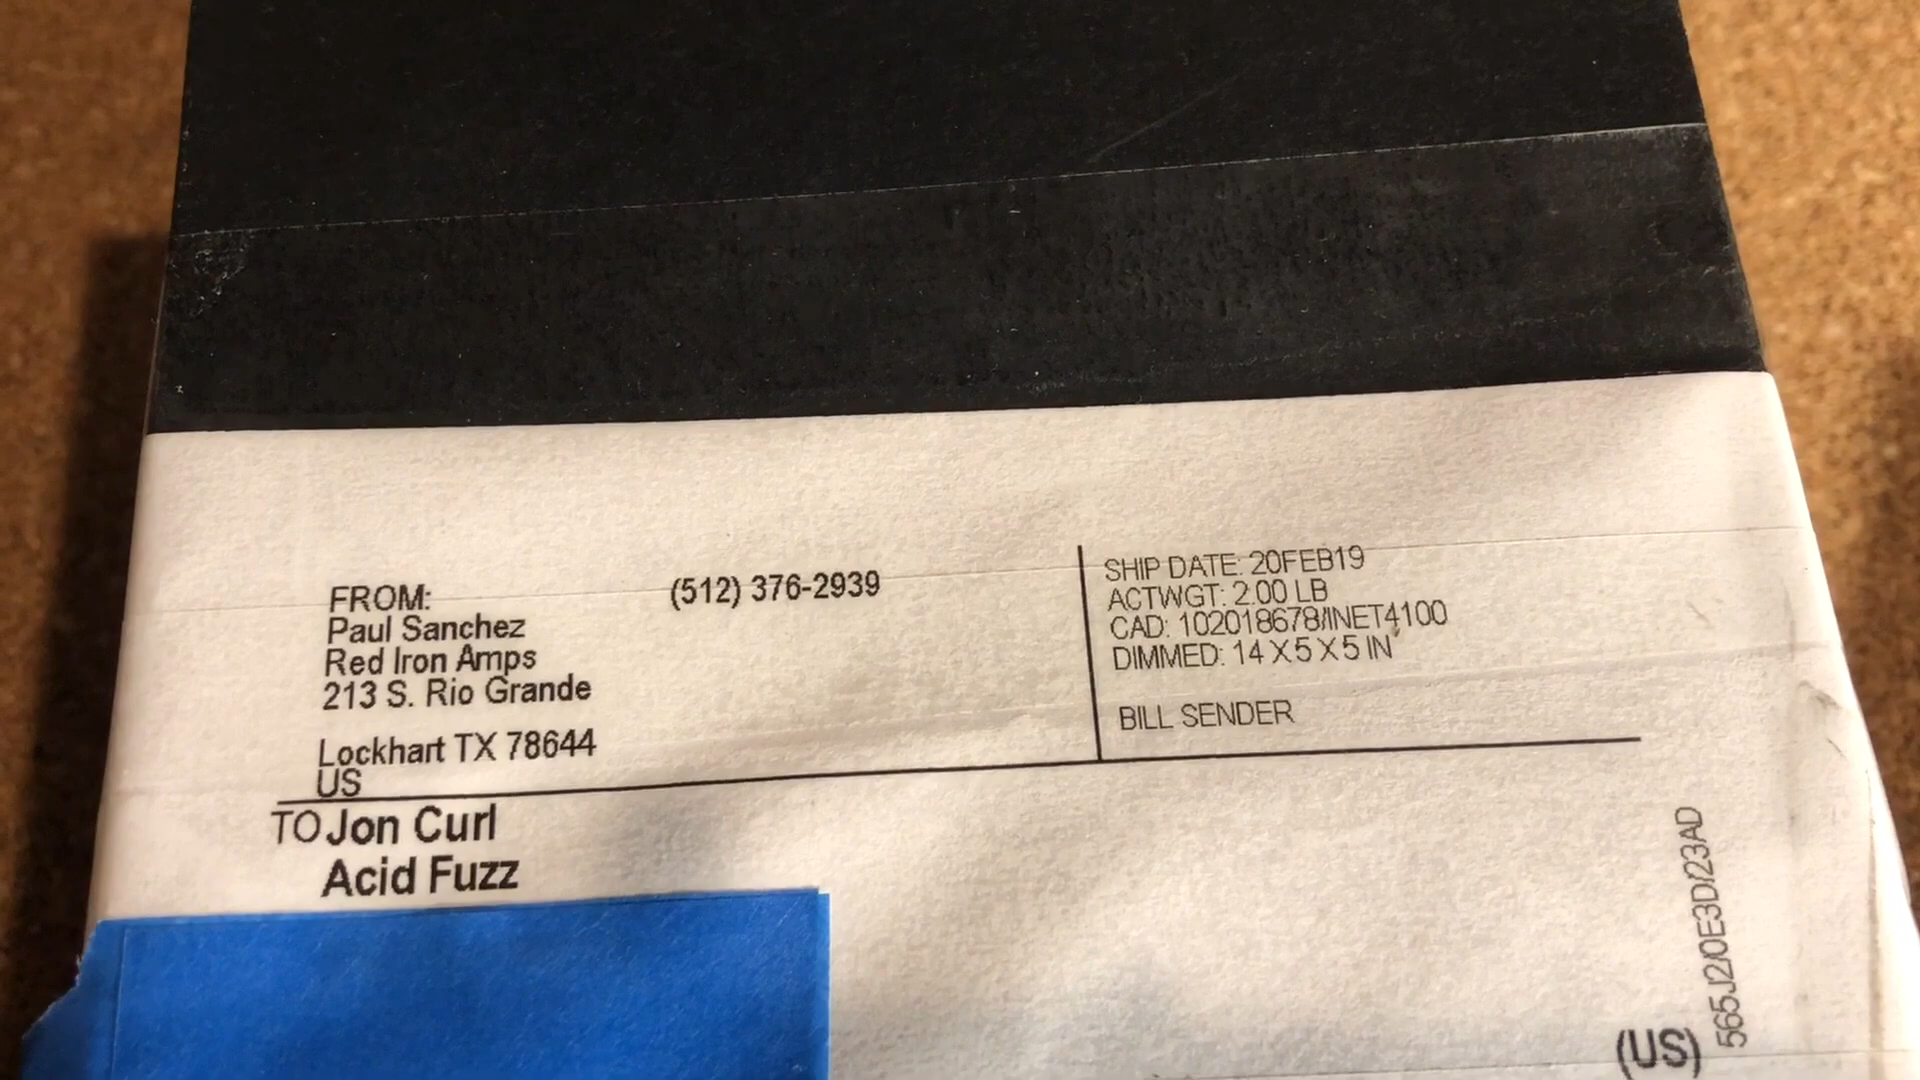 FROM: (512) 376-2939
Paul Sanchez
Red Iron Amps
213 S. Rio Grande
Lockhart TX 78644
US
SHIP DATE: 20FEB19
ACTWGT: 2.00 LB
CAD: 102018678/INET4100
DIMMED: 14 X 5 X 5 IN
BILL SENDER
TO Jon Curl
Acid Fuzz
565J2/0E3D/23AD
(US)